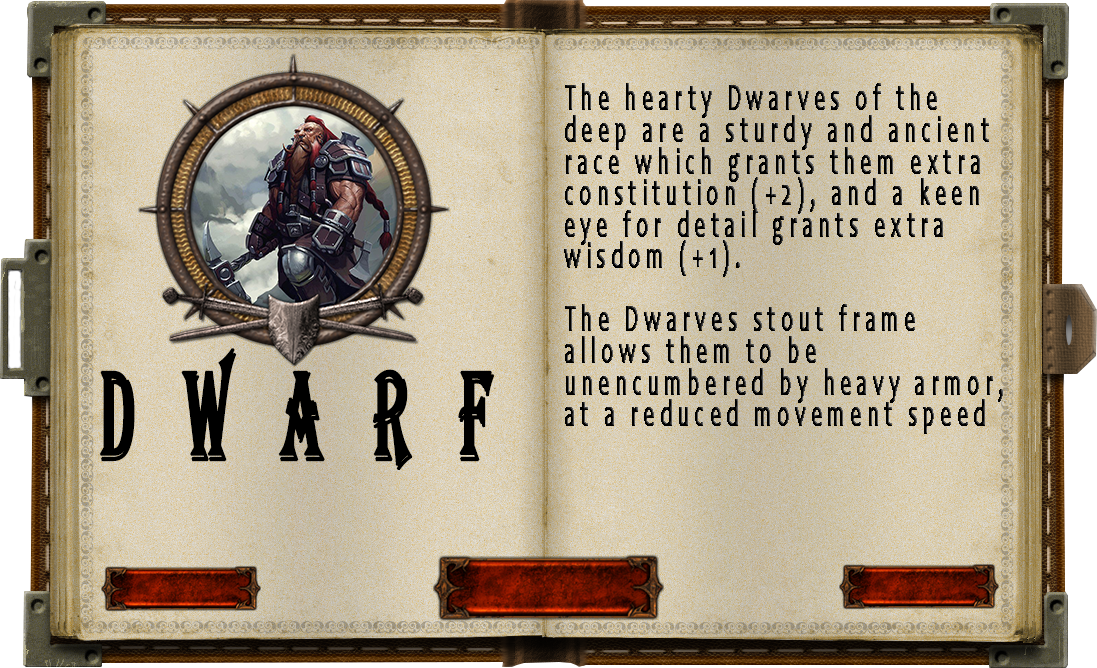 DWARF
The hearty Dwarves of the
deep are a sturdy and ancient
race which grants them extra
constitution (+2), and a keen
eye for detail grants extra
wisdom (+1).
The Dwarves stout frame
allows them to be
unencumbered by heavy armor,
at a reduced movement speed